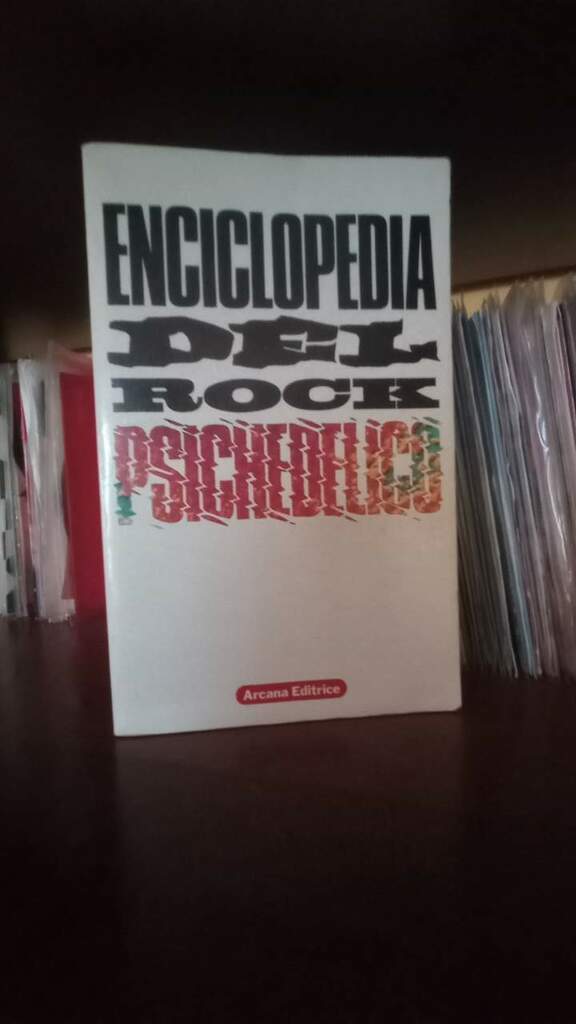 ENCICLOPEDIA
DEL
ROCK
PSICHEDELICO
Arcana Editrice